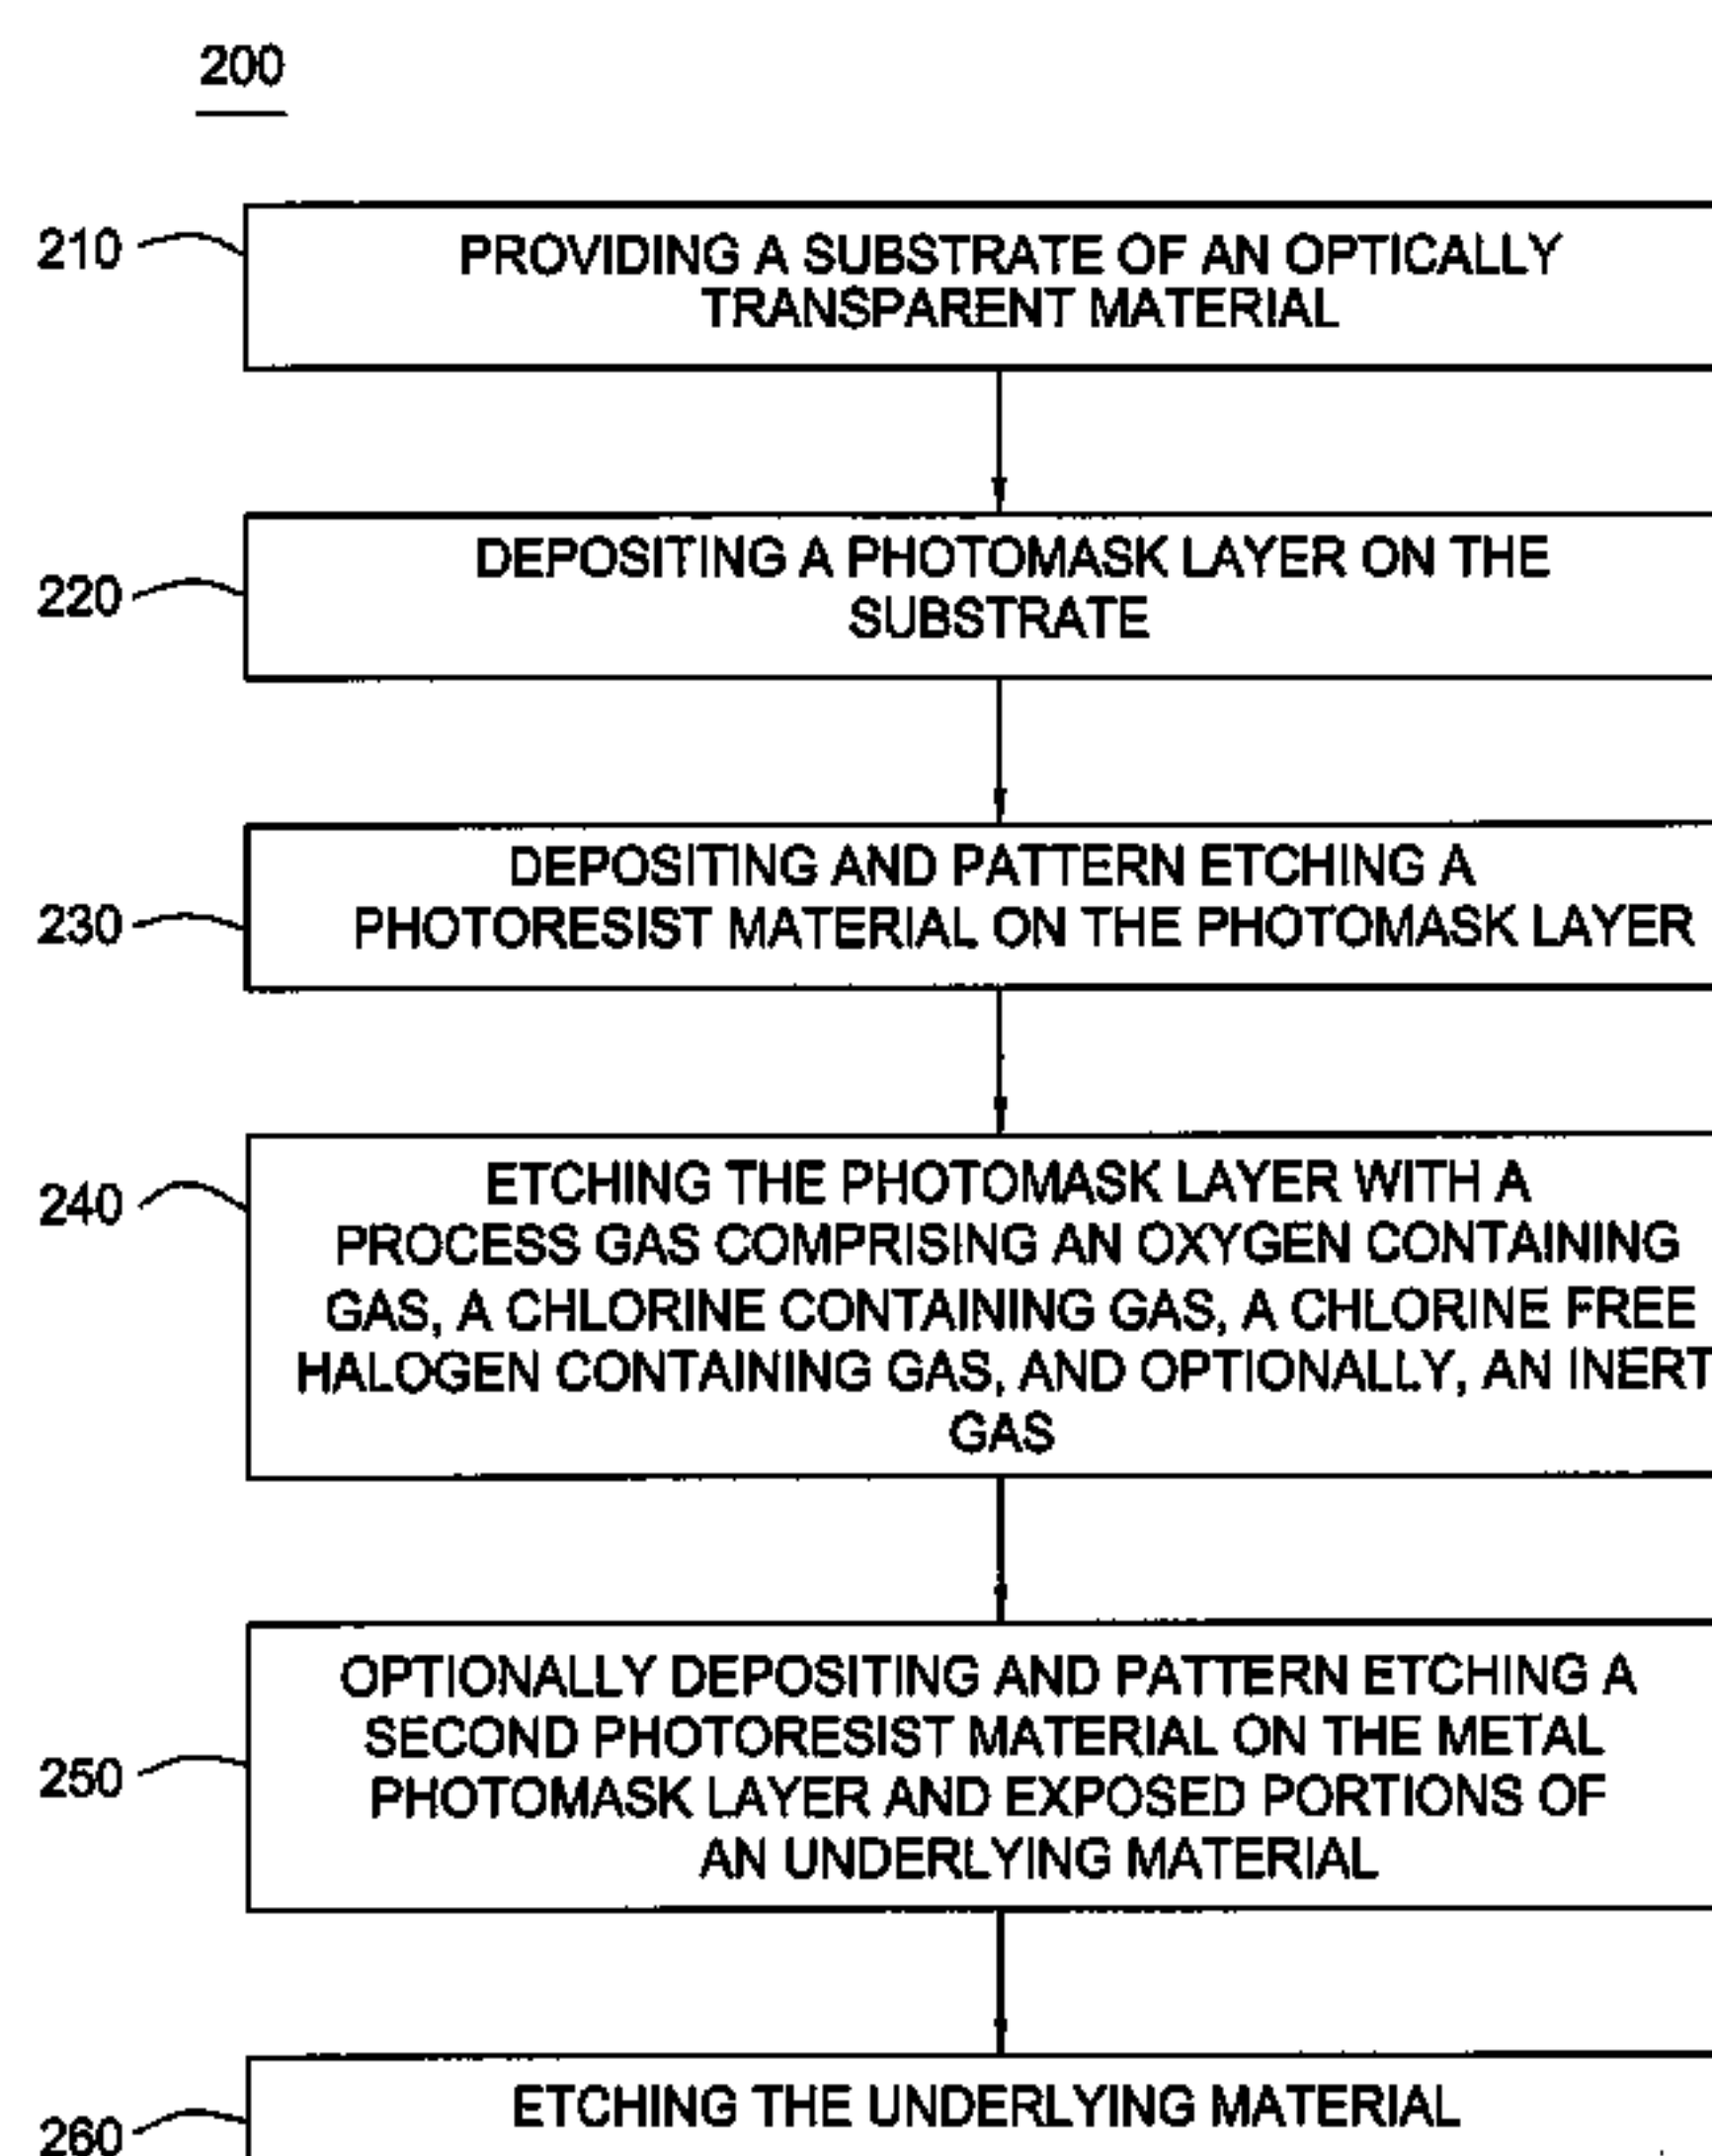 200
210
PROVIDING A SUBSTRATE OF AN OPTICALLY
TRANSPARENT MATERIAL
220
DEPOSITING A PHOTOMASK LAYER ON THE
SUBSTRATE
230
DEPOSITING AND PATTERN ETCHING A
PHOTORESIST MATERIAL ON THE PHOTOMASK LAYER
240
ETCHING THE PHOTOMASK LAYER WITH A
PROCESS GAS COMPRISING AN OXYGEN CONTAINING
GAS, A CHLORINE CONTAINING GAS, A CHLORINE FREE
HALOGEN CONTAINING GAS, AND OPTIONALLY, AN INERT
GAS
250
OPTIONALLY DEPOSITING AND PATTERN ETCHING A
SECOND PHOTORESIST MATERIAL ON THE METAL
PHOTOMASK LAYER AND EXPOSED PORTIONS OF
AN UNDERLYING MATERIAL
260
ETCHING THE UNDERLYING MATERIAL